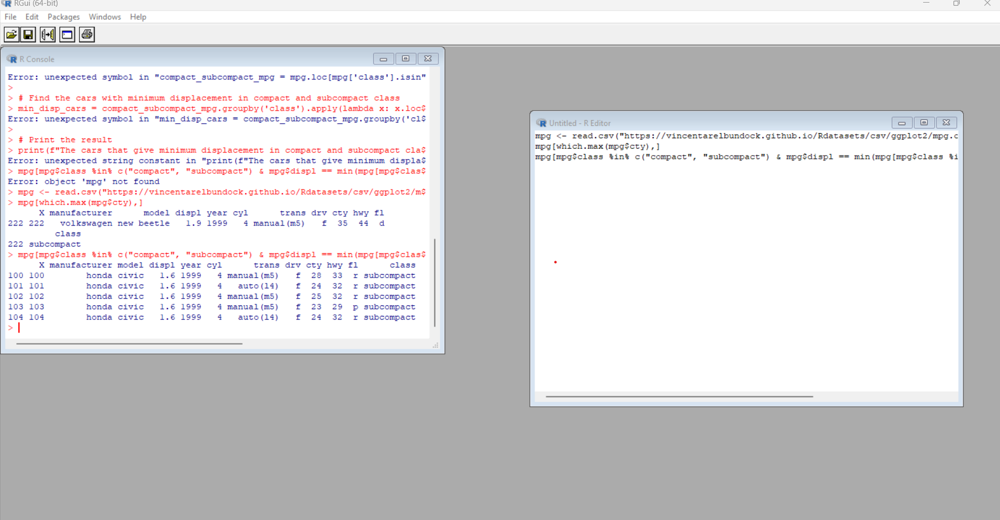 RGui (64-bit)
File Edit Packages Windows Help
R Console
Error: unexpected symbol in "compact_subcompact_mpg = mpg.loc[mpg['class'].isin"
>
> # Find the cars with minimum displacement in compact and subcompact class
> min_disp_cars = compact_subcompact_mpg.groupby('class').apply(lambda x: x.loc$
Error: unexpected symbol in "min_disp_cars = compact_subcompact_mpg.groupby('cl$
>
> # Print the result
> print(f"The cars that give minimum displacement in compact and subcompact cla$
Error: unexpected string constant in "print(f"The cars that give minimum displa$
> mpg[mpg$class %in% c("compact", "subcompact") & mpg$displ == min(mpg[mpg$clas$
Error: object 'mpg' not found
> mpg <- read.csv("https://vincentarelbundock.github.io/Rdatasets/csv/ggplot2/m$
> mpg[which.max(mpg$cty),]
X manufacturer model displ year cyl trans drv cty hwy fl
222 222 volkswagen new beetle 1.9 1999 4 manual(m5) f 35 44 d
class
222 subcompact
> mpg[mpg$class %in% c("compact", "subcompact") & mpg$displ == min(mpg[mpg$clas$
X manufacturer model displ year cyl trans drv cty hwy fl class
100 100 honda civic 1.6 1999 4 manual(m5) f 28 33 r subcompact
101 101 honda civic 1.6 1999 4 auto(l4) f 24 32 r subcompact
102 102 honda civic 1.6 1999 4 manual(m5) f 25 32 r subcompact
103 103 honda civic 1.6 1999 4 manual(m5) f 23 29 p subcompact
104 104 honda civic 1.6 1999 4 auto(l4) f 24 32 r subcompact
>
Untitled - R Editor
mpg <- read.csv("https://vincentarelbundock.github.io/Rdatasets/csv/ggplot2/mpg.c
mpg[which.max(mpg$cty),]
mpg[mpg$class %in% c("compact", "subcompact") & mpg$displ == min(mpg[mpg$class %i